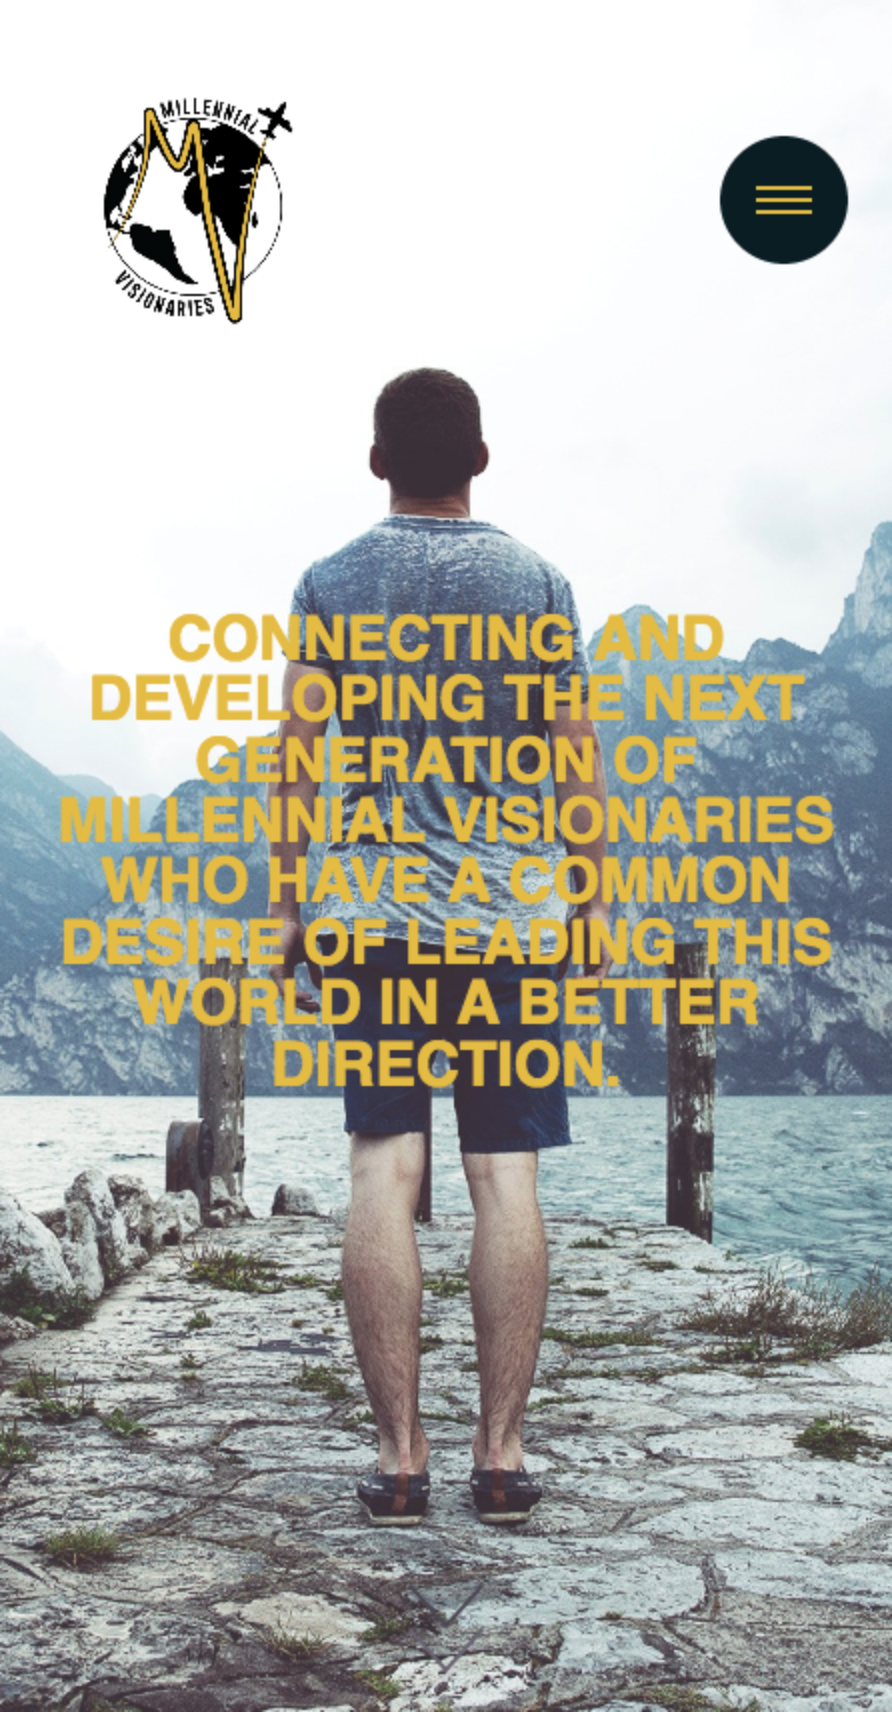 MILLENNIAL
VISIONARIES
CONNECTING AND
DEVELOPING THE NEXT
GENERATION OF
MILLENNIAL VISIONARIES
WHO HAVE A COMMON
DESIRE OF LEADING THIS
WORLD IN A BETTER
DIRECTION.